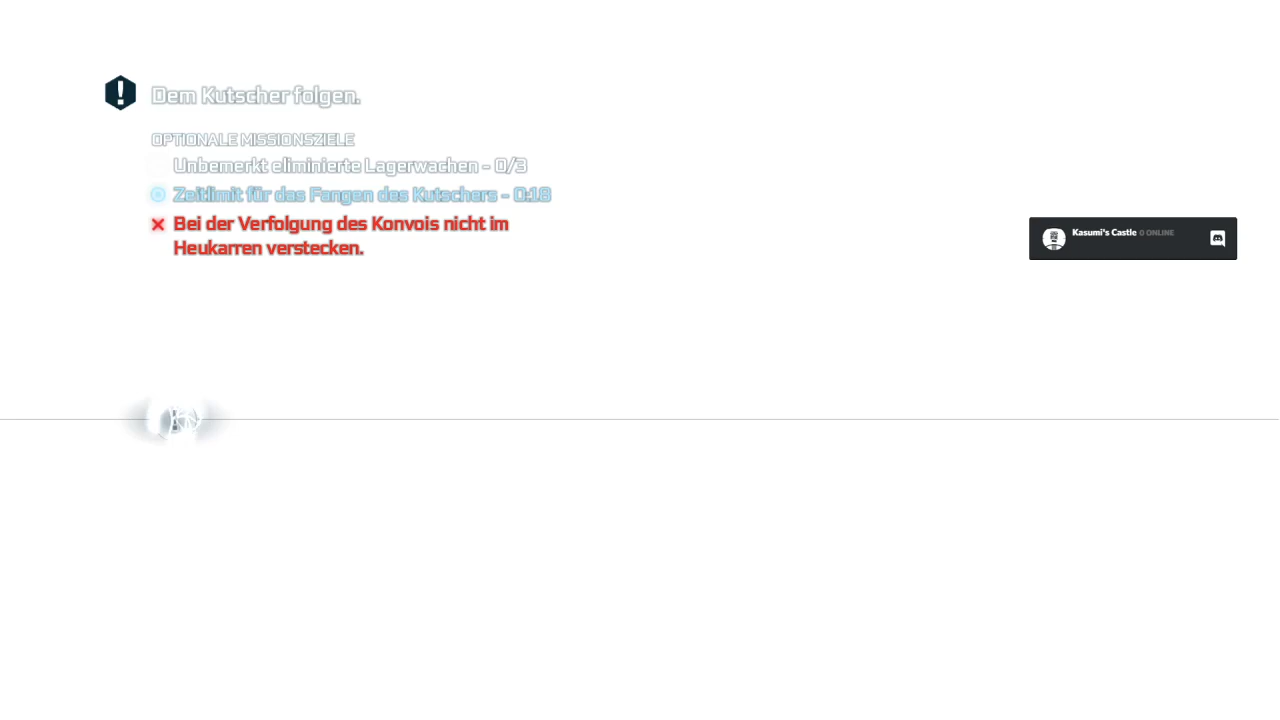 Dem Kutscher folgen.
OPTIONALE MISSIONSZIELE
Unbemerkt eliminierte Lagerwachen - 0/3
Zeitlimit für das Fangen des Kutschers - 0:18
Bei der Verfolgung des Konvois nicht im
Heukarren verstecken.
Kasumi's Castle 0 ONLINE